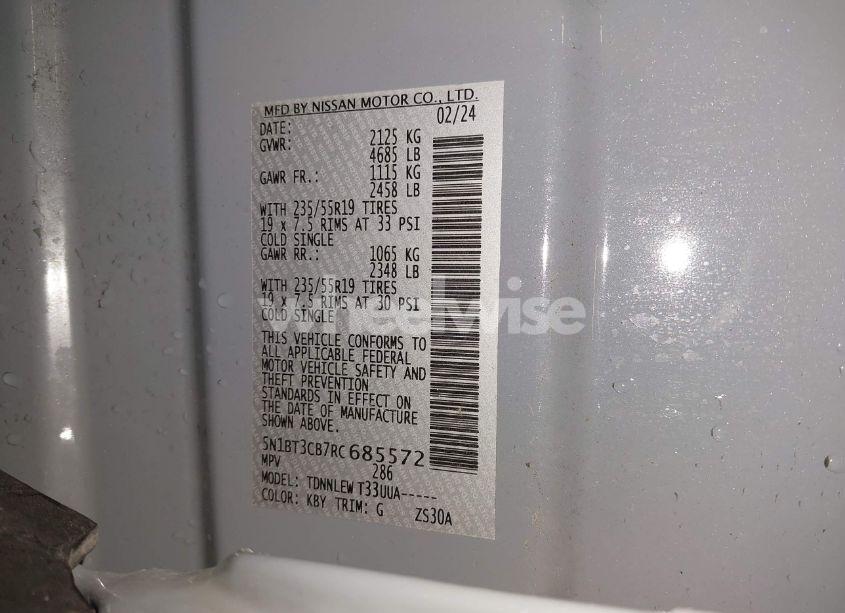 MFD BY NISSAN MOTOR CO., LTD.
DATE: 02/24
GVWR: 2125 KG
4685 LB
GAWR FR.: 1115 KG
2458 LB
WITH 235/55R19 TIRES
19 x 7.5 RIMS AT 33 PSI
COLD SINGLE
GAWR RR.: 1065 KG
2348 LB
WITH 235/55R19 TIRES
19 x 7.5 RIMS AT 30 PSI
COLD SINGLE
wheelwise
THIS VEHICLE CONFORMS TO
ALL APPLICABLE FEDERAL
MOTOR VEHICLE SAFETY AND
THEFT PREVENTION
STANDARDS IN EFFECT ON
THE DATE OF MANUFACTURE
SHOWN ABOVE.
5N1BT3CB7RC685572
MPV 286
MODEL: TDNNLEW T33UUA-----
COLOR: KBY TRIM: G ZS30A